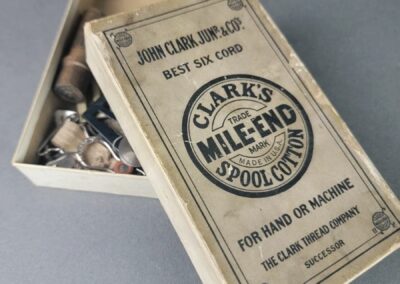 JOHN CLARK JUNR. & CO'S.
BEST SIX CORD
CLARK'S
TRADE
MILE-END
MARK
MADE IN U.S.A.
SPOOL COTTON
FOR HAND OR MACHINE
THE CLARK THREAD COMPANY
SUCCESSOR